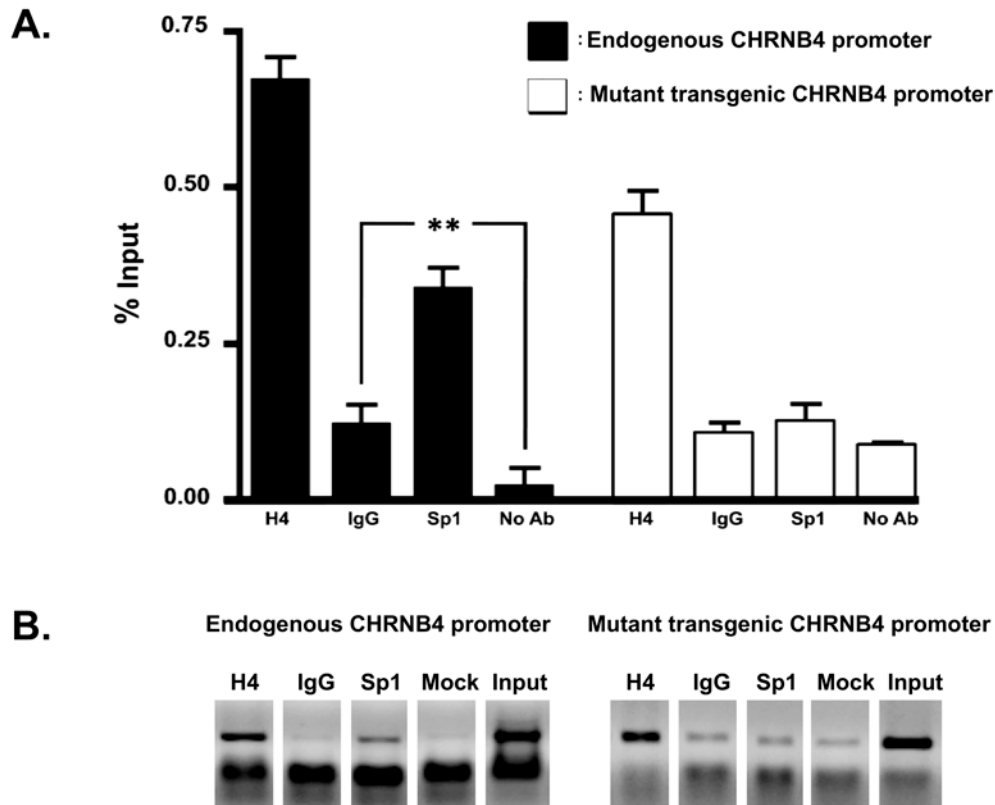 A.
0.75
0.50
0.25
0.00
% Input
: Endogenous CHRNB4 promoter
: Mutant transgenic CHRNB4 promoter
**
H4 IgG Sp1 No Ab H4 IgG Sp1 No Ab
B.
Endogenous CHRNB4 promoter Mutant transgenic CHRNB4 promoter
H4 IgG Sp1 Mock Input H4 IgG Sp1 Mock Input